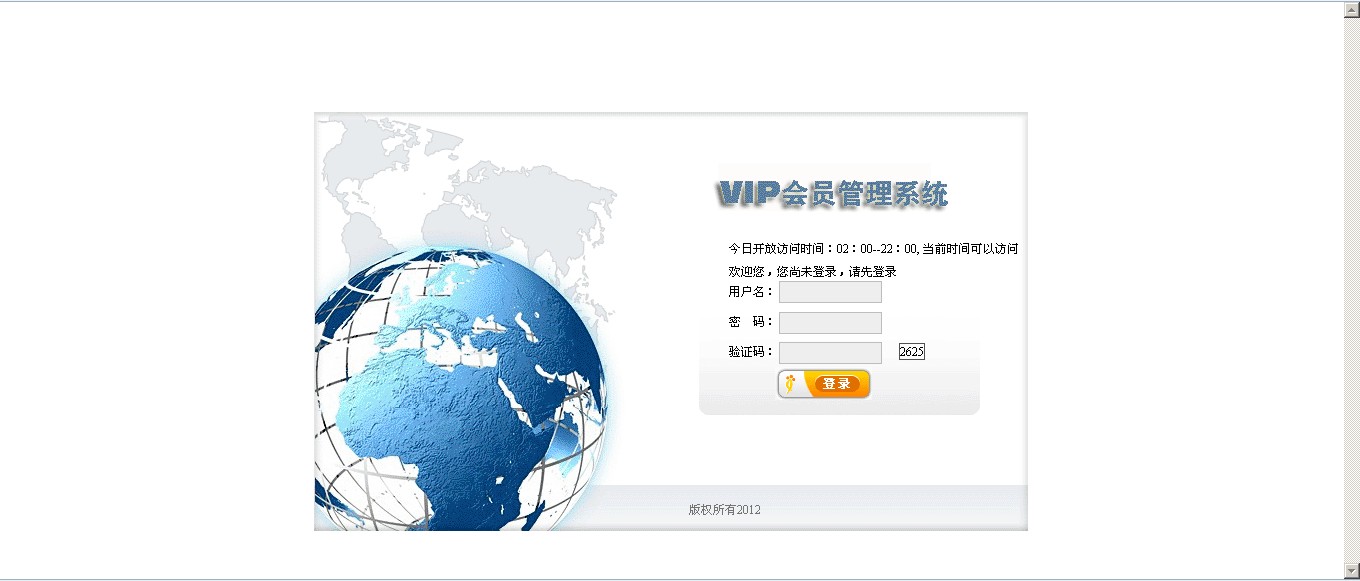 VIP会员管理系统
今日开放访问时间：02：00--22：00,当前时间可以访问
欢迎您，您尚未登录，请先登录
用户名：
密　码：
验证码： 2625
登录
版权所有2012